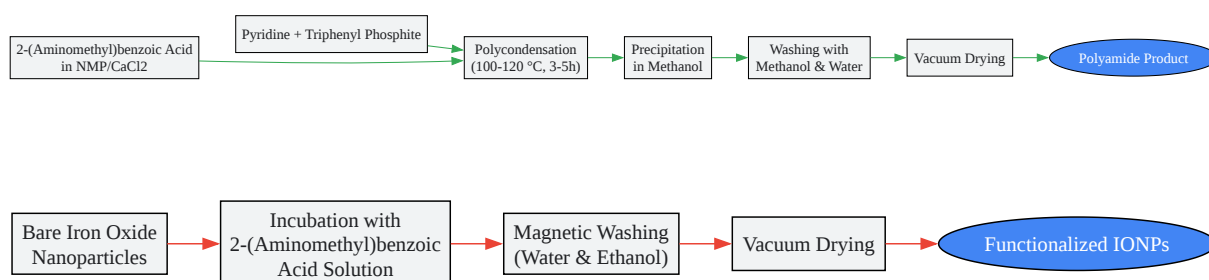 Pyridine + Triphenyl Phosphite
2-(Aminomethyl)benzoic Acid
in NMP/CaCl2
Polycondensation
(100-120 °C, 3-5h)
Precipitation
in Methanol
Washing with
Methanol & Water
Vacuum Drying
Polyamide Product
Bare Iron Oxide
Nanoparticles
Incubation with
2-(Aminomethyl)benzoic
Acid Solution
Magnetic Washing
(Water & Ethanol)
Vacuum Drying
Functionalized IONPs